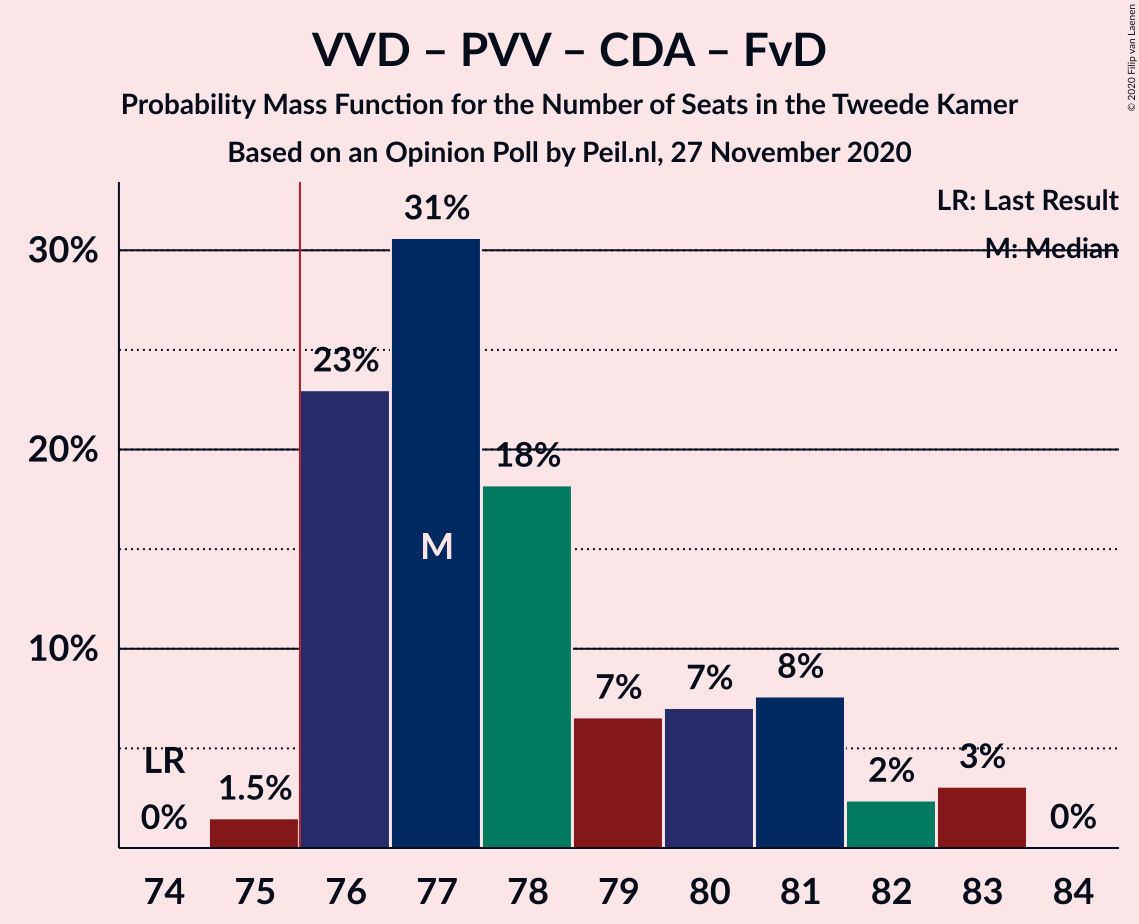 VVD – PVV – CDA – FvD
Probability Mass Function for the Number of Seats in the Tweede Kamer
Based on an Opinion Poll by Peil.nl, 27 November 2020
© 2020 Filip van Laenen
LR: Last Result
M: Median
30%
20%
10%
LR
0%
1.5%
23%
31%
M
18%
7%
7%
8%
2%
3%
0%
74 75 76 77 78 79 80 81 82 83 84